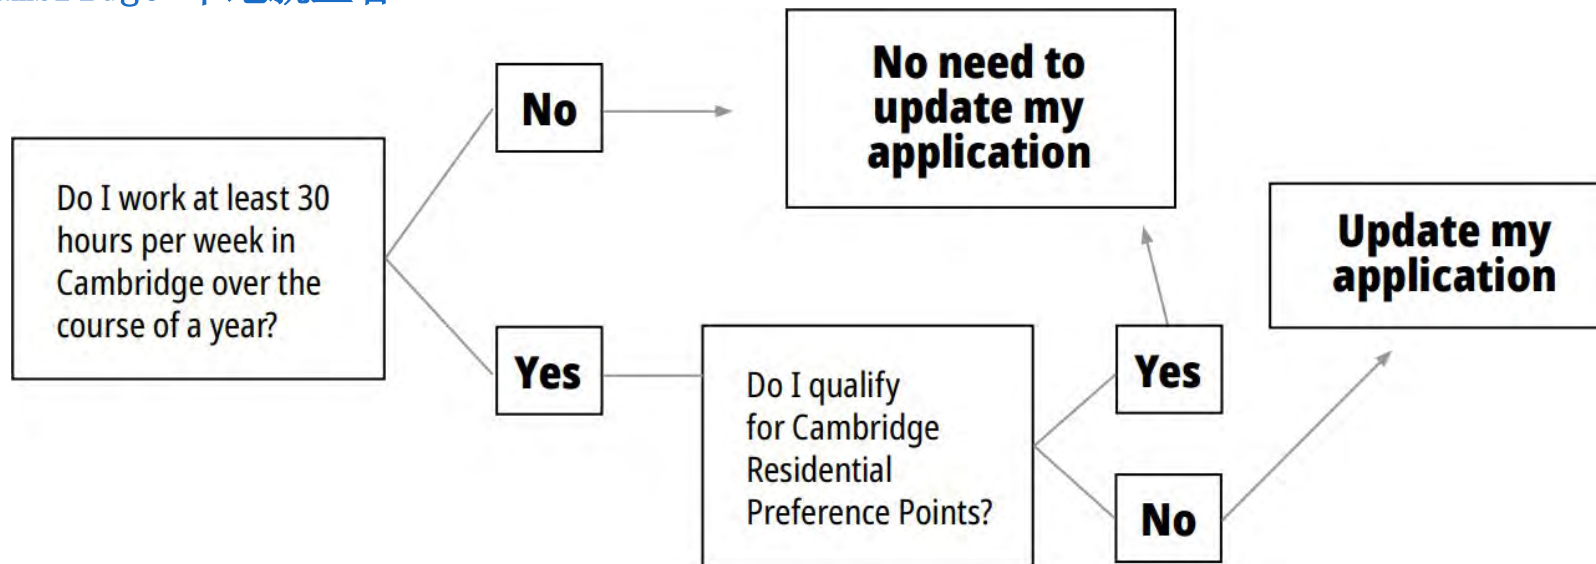 No
No need to
update my
application
Do I work at least 30
hours per week in
Cambridge over the
course of a year?
Update my
application
Yes
Do I qualify
for Cambridge
Residential
Preference Points?
Yes
No